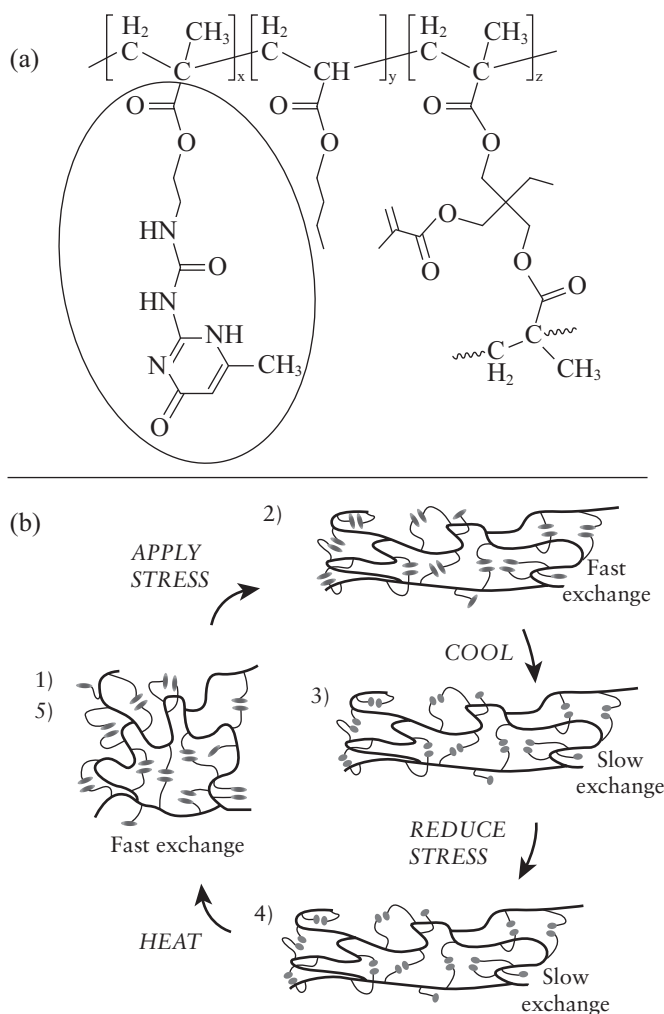 (a)
H2 CH3 H2 H2 CH3
C C C CH C C
x y z
O O O
O O O
HN O
O O
HN O
N NH C
CH3 C CH3
O H2
(b)
2)
APPLY
STRESS
Fast
exchange
COOL
1)
5)
3)
Slow
exchange
Fast exchange
REDUCE
STRESS
4)
HEAT
Slow
exchange